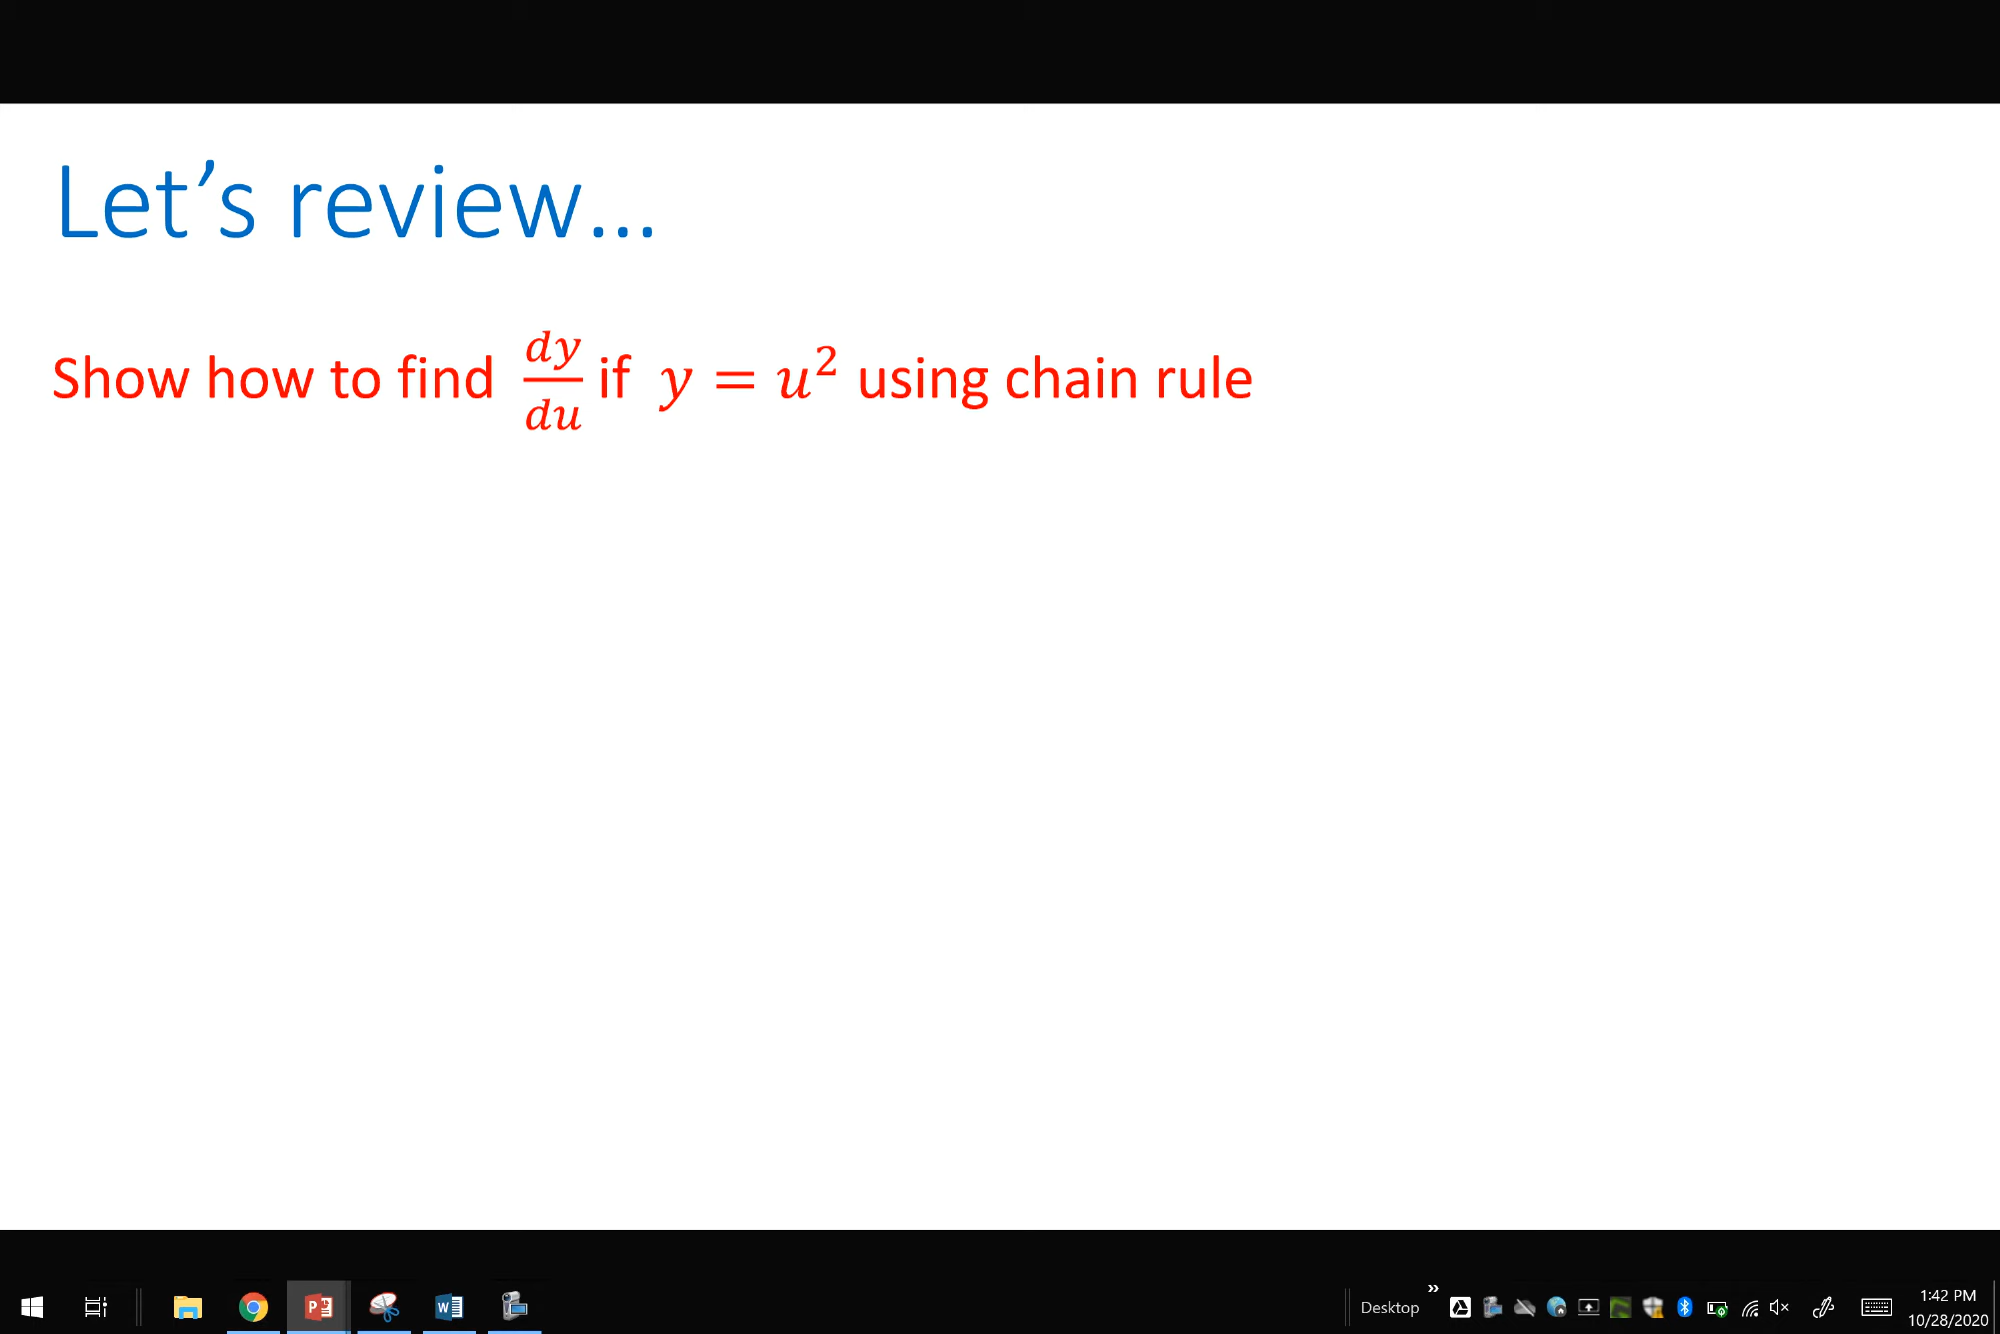 Let’s review...
Show how to find dy/du if y = u² using chain rule
Desktop
1:42 PM
10/28/2020